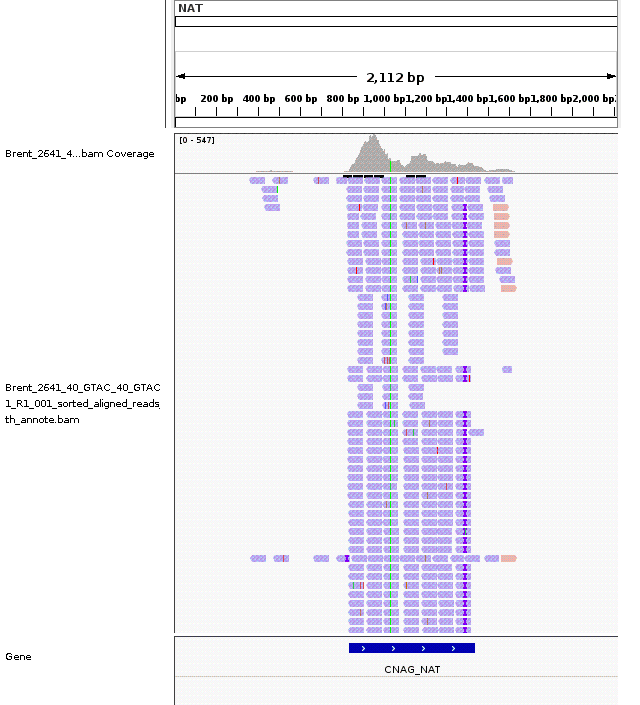 NAT
2,112 bp
bp 200 bp 400 bp 600 bp 800 bp 1,000 bp 1,200 bp 1,400 bp 1,600 bp 1,800 bp 2,000 bp
[0 - 547]
Brent_2641_4...bam Coverage
Brent_2641_40_GTAC_40_GTAC
1_R1_001_sorted_aligned_reads_
th_annote.bam
Gene
CNAG_NAT